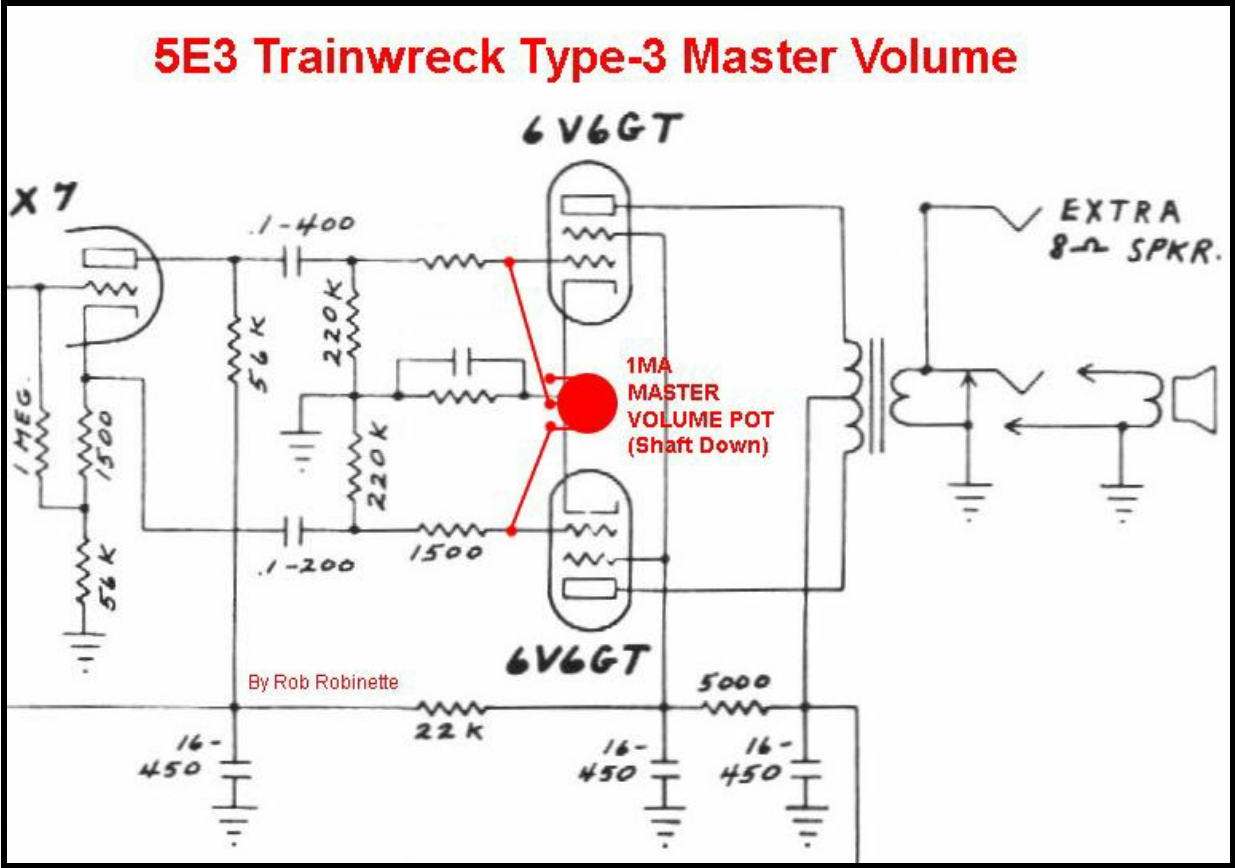 5E3 Trainwreck Type-3 Master Volume
6V6GT
X7
.1-400
EXTRA
8Ω SPKR.
220K
56K
1MA
MASTER
VOLUME POT
(Shaft Down)
1 MEG.
1500
220K
1500
.1-200
56K
6V6GT
By Rob Robinette
5000
22K
16-
450
16-
450
16-
450